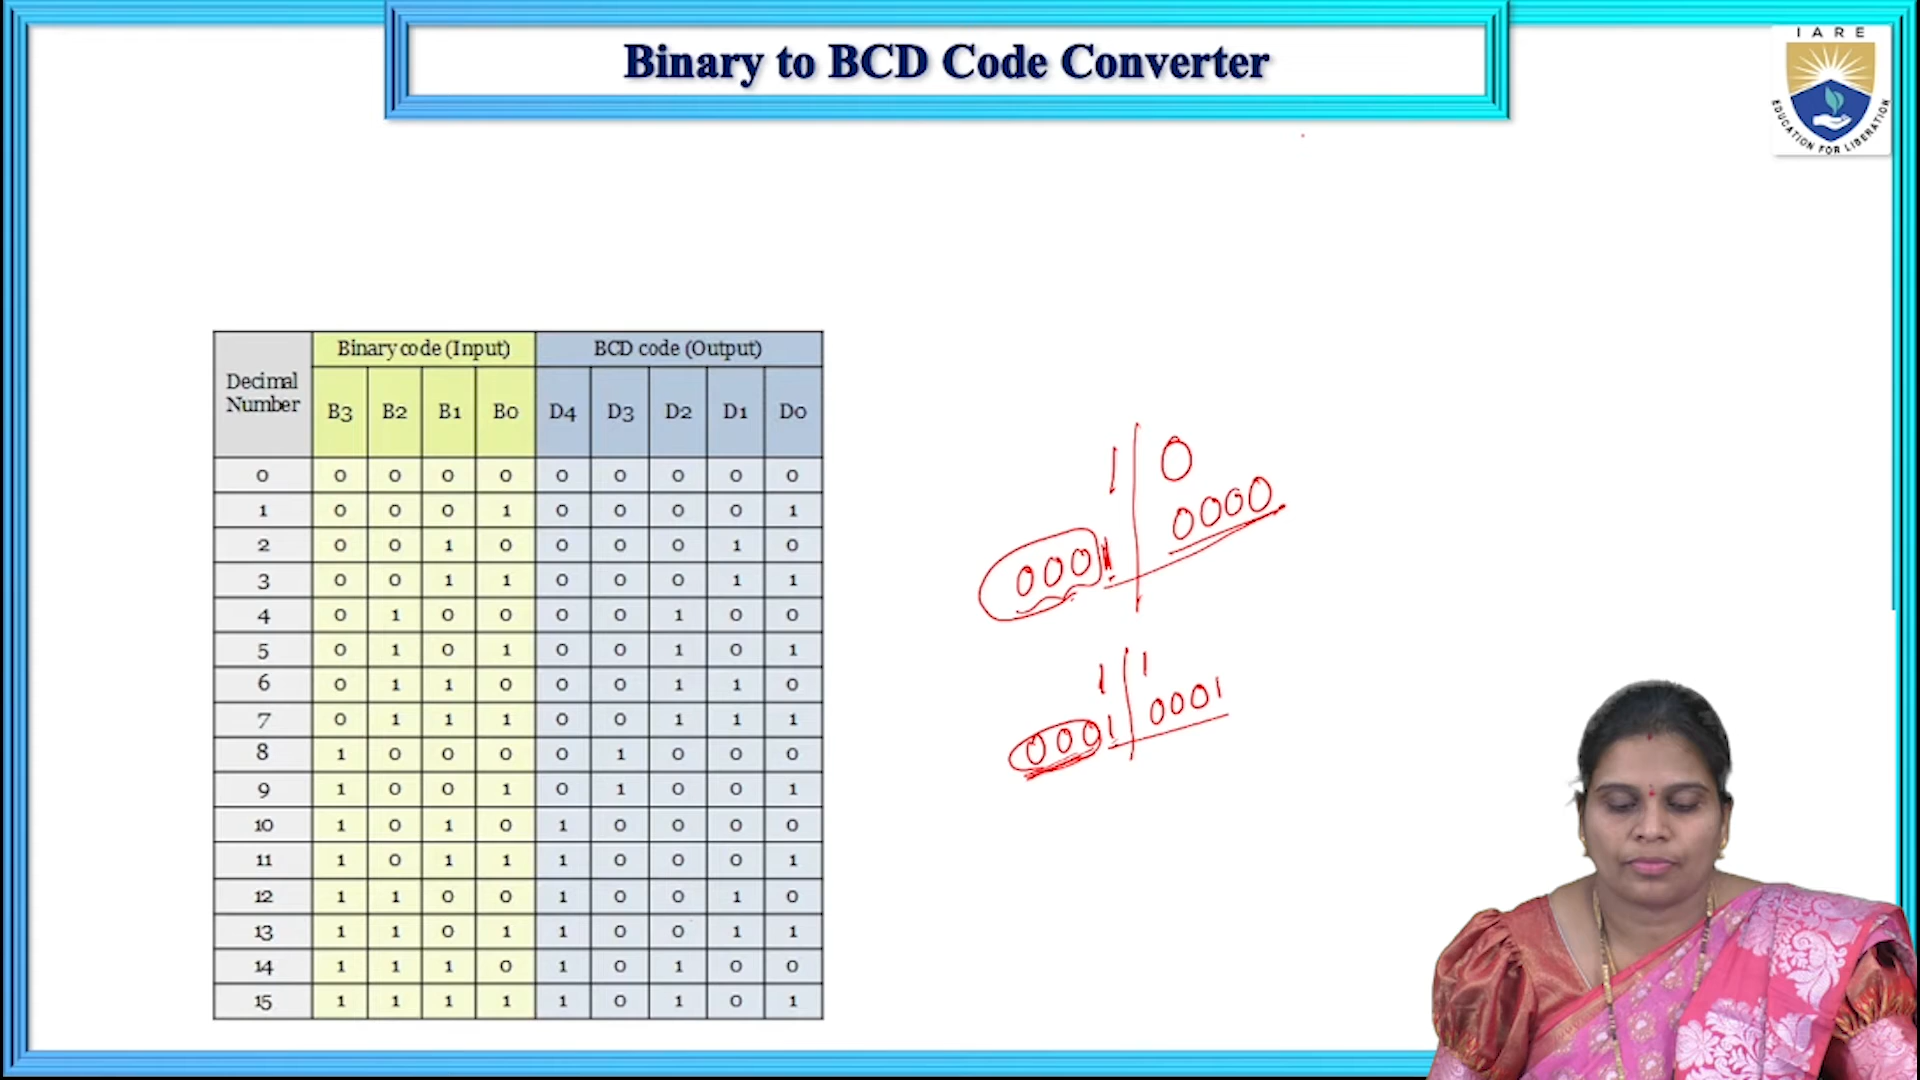 Binary to BCD Code Converter
IARE
EDUCATION FOR LIBERATION
Decimal Number Binary code (Input) BCD code (Output)
B3 B2 B1 B0 D4 D3 D2 D1 D0
0 0 0 0 0 0 0 0 0 0
1 0 0 0 1 0 0 0 0 1
2 0 0 1 0 0 0 0 1 0
3 0 0 1 1 0 0 0 1 1
4 0 1 0 0 0 0 1 0 0
5 0 1 0 1 0 0 1 0 1
6 0 1 1 0 0 0 1 1 0
7 0 1 1 1 0 0 1 1 1
8 1 0 0 0 0 1 0 0 0
9 1 0 0 1 0 1 0 0 1
10 1 0 1 0 1 0 0 0 0
11 1 0 1 1 1 0 0 0 1
12 1 1 0 0 1 0 0 1 0
13 1 1 0 1 1 0 0 1 1
14 1 1 1 0 1 0 1 0 0
15 1 1 1 1 1 0 1 0 1
1 | 0
0001 | 0000
1 | 1
0001 | 0001